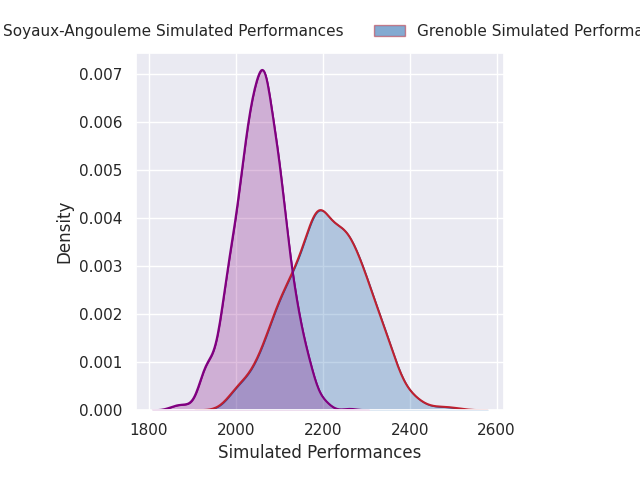 Soyaux-Angouleme Simulated Performances
Grenoble Simulated Performa
0.007
0.006
0.005
0.004
0.003
0.002
0.001
0.000
Density
1800 2000 2200 2400 2600
Simulated Performances